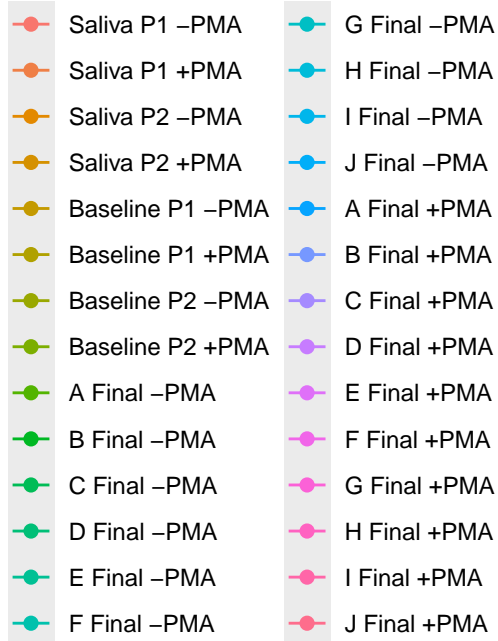 Saliva P1 −PMA
Saliva P1 +PMA
Saliva P2 −PMA
Saliva P2 +PMA
Baseline P1 −PMA
Baseline P1 +PMA
Baseline P2 −PMA
Baseline P2 +PMA
A Final −PMA
B Final −PMA
C Final −PMA
D Final −PMA
E Final −PMA
F Final −PMA
G Final −PMA
H Final −PMA
I Final −PMA
J Final −PMA
A Final +PMA
B Final +PMA
C Final +PMA
D Final +PMA
E Final +PMA
F Final +PMA
G Final +PMA
H Final +PMA
I Final +PMA
J Final +PMA